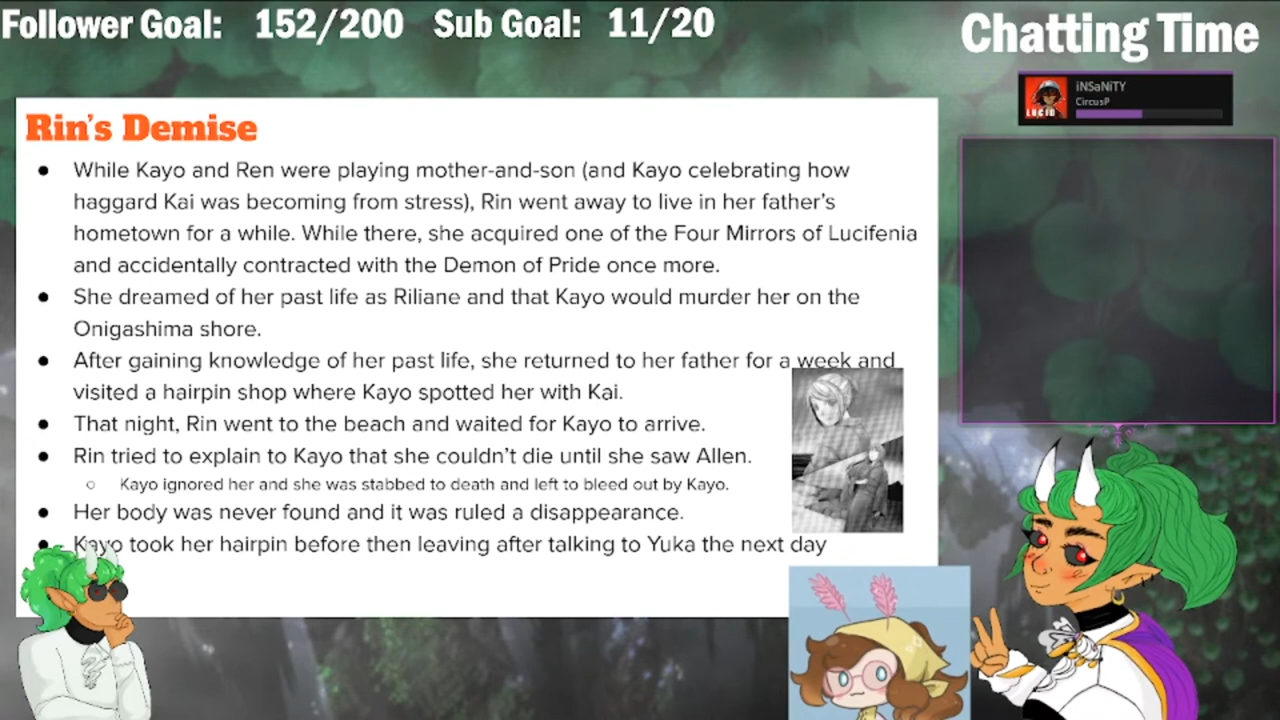 Follower Goal: 152/200 Sub Goal: 11/20
Chatting Time
iNSaNiTY
CircusP
LUCID
Rin's Demise
● While Kayo and Ren were playing mother-and-son (and Kayo celebrating how
haggard Kai was becoming from stress), Rin went away to live in her father's
hometown for a while. While there, she acquired one of the Four Mirrors of Lucifenia
and accidentally contracted with the Demon of Pride once more.
● She dreamed of her past life as Riliane and that Kayo would murder her on the
Onigashima shore.
● After gaining knowledge of her past life, she returned to her father for a week and
visited a hairpin shop where Kayo spotted her with Kai.
● That night, Rin went to the beach and waited for Kayo to arrive.
● Rin tried to explain to Kayo that she couldn't die until she saw Allen.
○ Kayo ignored her and she was stabbed to death and left to bleed out by Kayo.
● Her body was never found and it was ruled a disappearance.
● Kayo took her hairpin before then leaving after talking to Yuka the next day